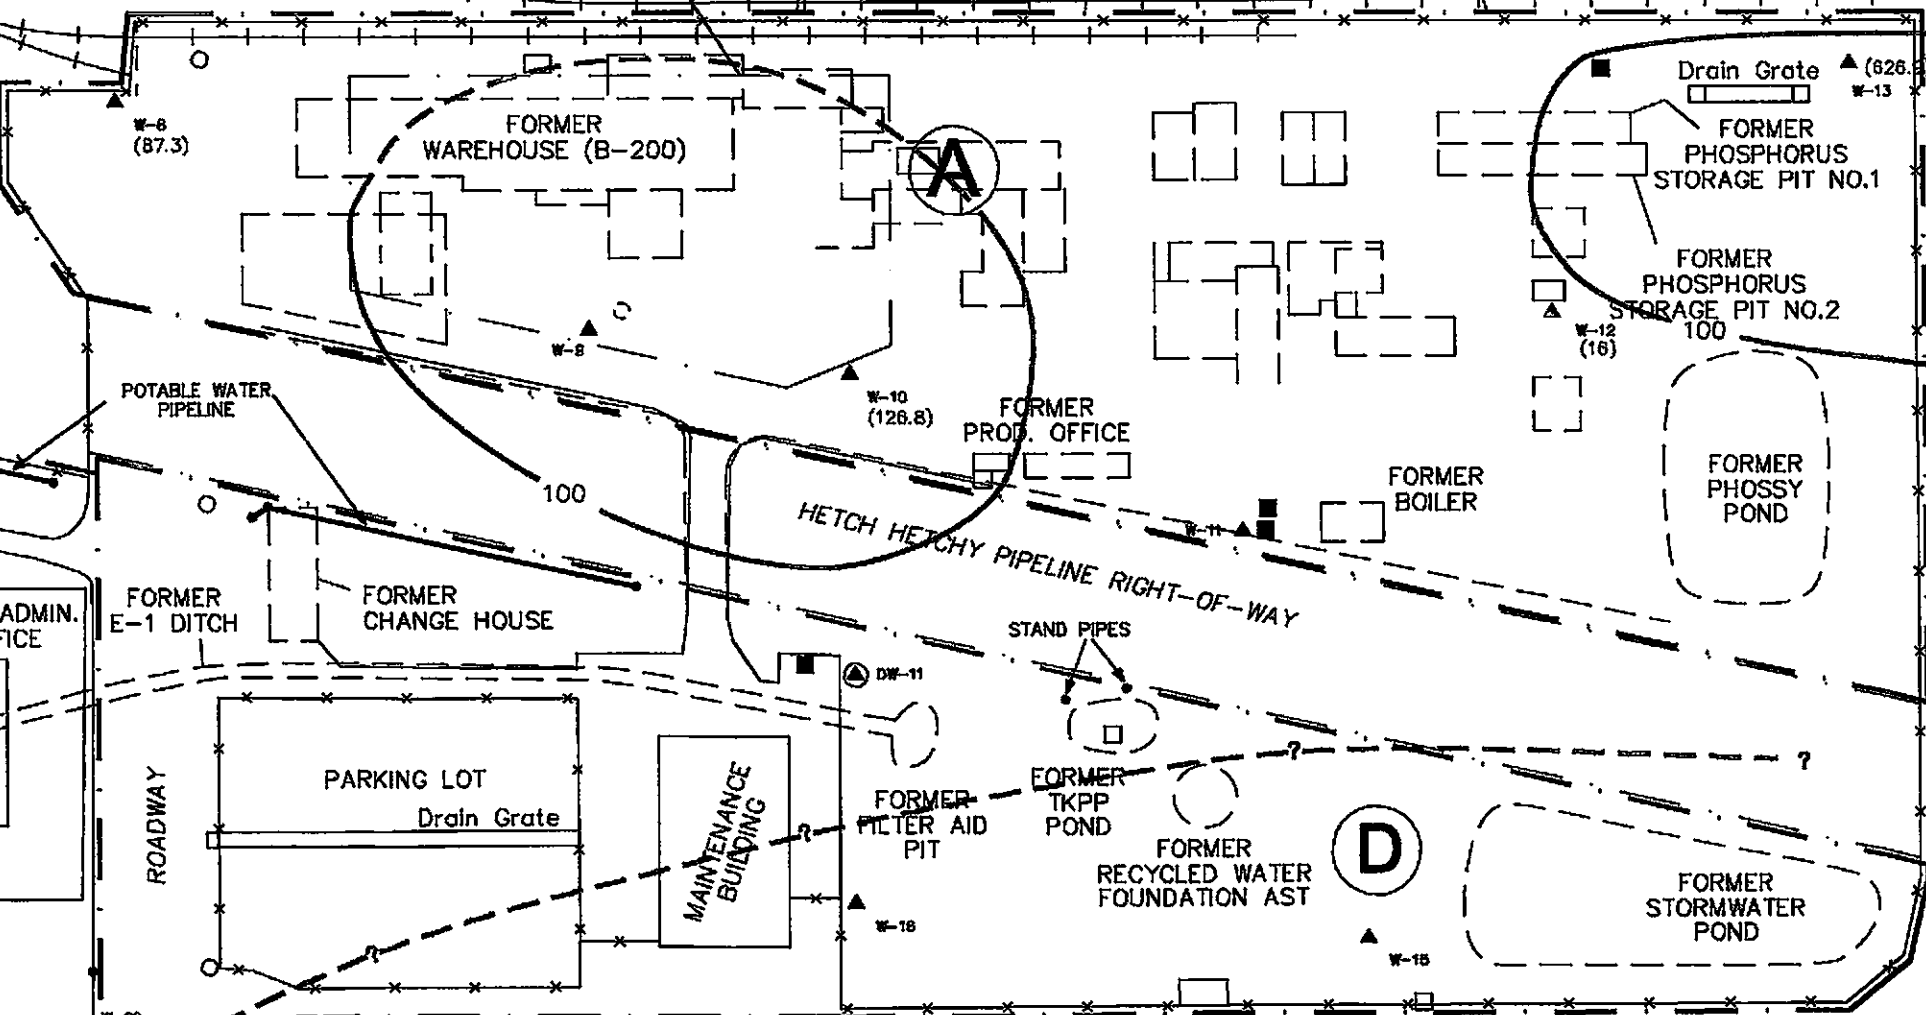 Drain Grate
(626.
W-13
W-8
(87.3)
FORMER
WAREHOUSE (B-200)
A
FORMER
PHOSPHORUS
STORAGE PIT NO.1
FORMER
PHOSPHORUS
STORAGE PIT NO.2
100
W-12
(16)
W-9
POTABLE WATER
PIPELINE
W-10
(126.8)
FORMER
PROD. OFFICE
100
FORMER
BOILER
FORMER
PHOSSY
POND
HETCH HETCHY PIPELINE RIGHT-OF-WAY
W-11
ADMIN.
FICE
FORMER
E-1 DITCH
FORMER
CHANGE HOUSE
STAND PIPES
DW-11
?
?
PARKING LOT
Drain Grate
ROADWAY
MAINTENANCE
BUILDING
?
FORMER
FILTER AID
PIT
FORMER
TKPP
POND
FORMER
RECYCLED WATER
FOUNDATION AST
D
FORMER
STORMWATER
POND
W-16
W-15
?